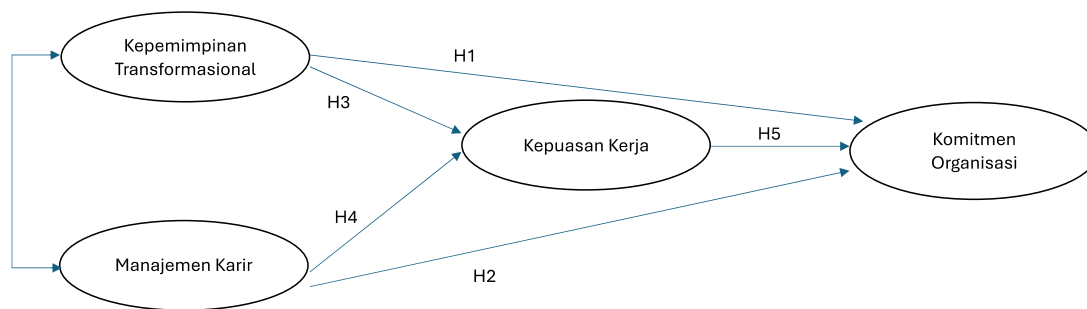 Kepemimpinan
Transformasional
H1
H3
Kepuasan Kerja
H5
Komitmen
Organisasi
H4
Manajemen Karir
H2